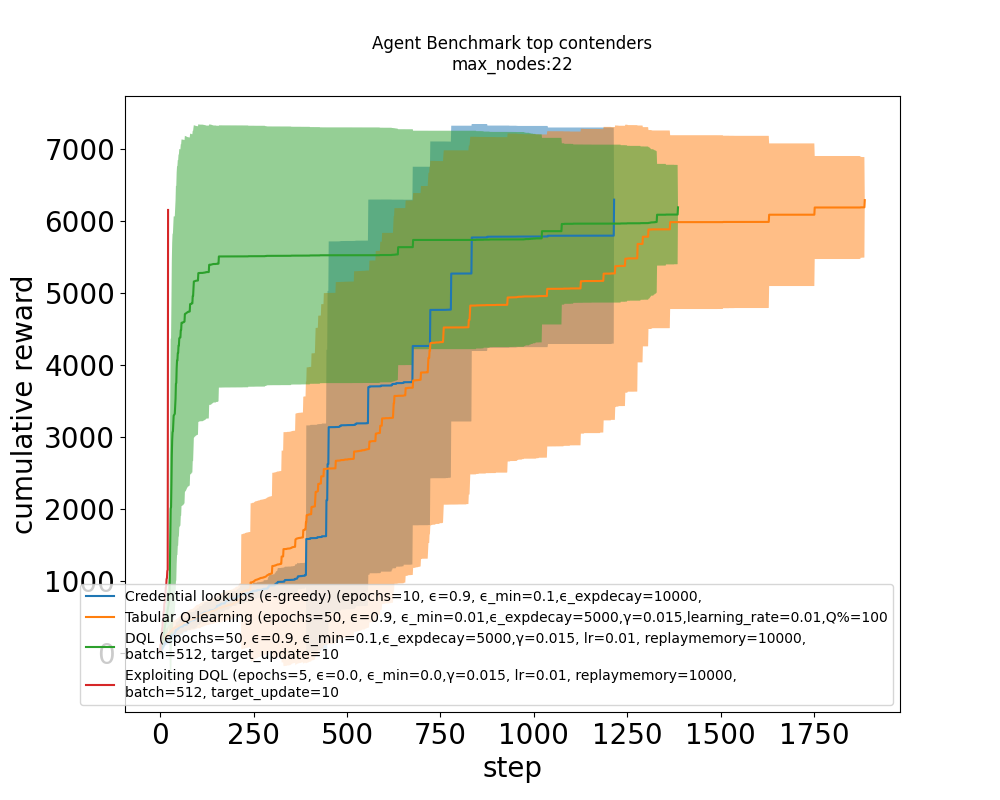 Agent Benchmark top contenders
max_nodes:22
7000
6000
5000
4000
3000
2000
1000
0
cumulative reward
Credential lookups (ϵ-greedy) (epochs=10, ϵ=0.9, ϵ_min=0.1,ϵ_expdecay=10000,
Tabular Q-learning (epochs=50, ϵ=0.9, ϵ_min=0.01,ϵ_expdecay=5000,γ=0.015,learning_rate=0.01,Q%=100
DQL (epochs=50, ϵ=0.9, ϵ_min=0.1,ϵ_expdecay=5000,γ=0.015, lr=0.01, replaymemory=10000,
batch=512, target_update=10
Exploiting DQL (epochs=5, ϵ=0.0, ϵ_min=0.0,γ=0.015, lr=0.01, replaymemory=10000,
batch=512, target_update=10
0 250 500 750 1000 1250 1500 1750
step